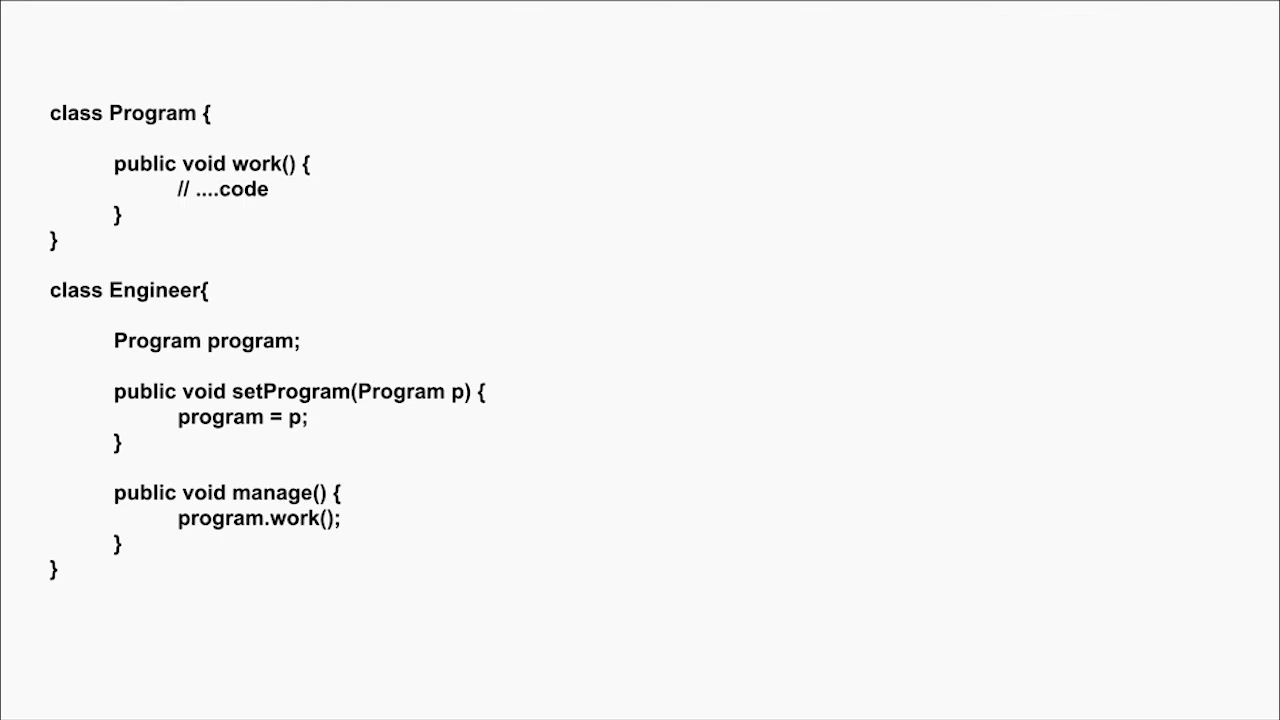 class Program {
public void work() {
// ....code
}
}
class Engineer{
Program program;
public void setProgram(Program p) {
program = p;
}
public void manage() {
program.work();
}
}